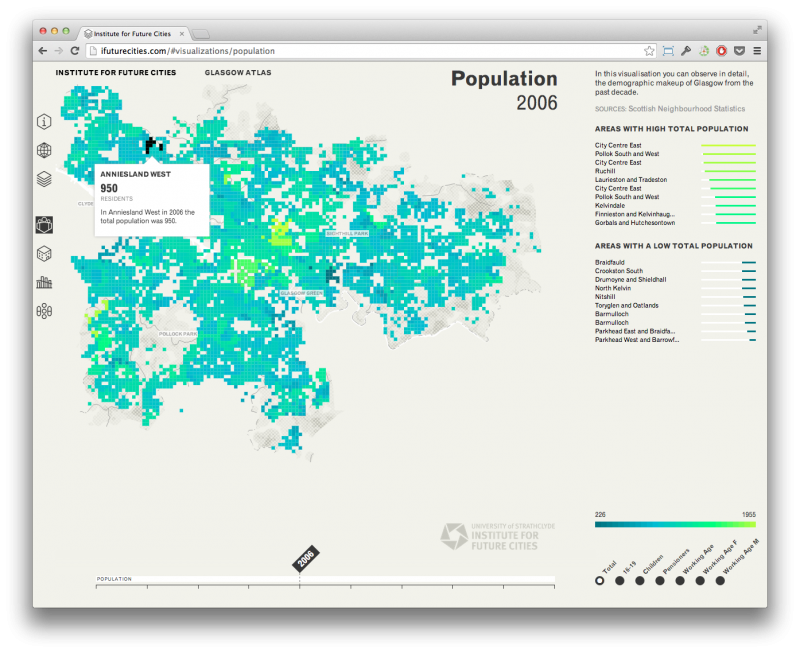 Institute for Future Cities
ifuturecities.com/#visualizations/population
INSTITUTE FOR FUTURE CITIES
GLASGOW ATLAS
Population
2006
In this visualisation you can observe in detail,
the demographic makeup of Glasgow from the
past decade.
SOURCES: Scottish Neighbourhood Statistics
AREAS WITH HIGH TOTAL POPULATION
City Centre East
Pollok South and West
City Centre East
Ruchill
Laurieston and Tradeston
City Centre East
Pollok South and West
Kelvindale
Finnieston and Kelvinhaug...
Gorbals and Hutchesontown
AREAS WITH A LOW TOTAL POPULATION
Braidfauld
Crookston South
Drumoyne and Shieldhall
North Kelvin
Nitshill
Toryglen and Oatlands
Barmulloch
Barmulloch
Parkhead East and Braidfa...
Parkhead West and Barrowf...
ANNIESLAND WEST
950
RESIDENTS
In Anniesland West in 2006 the
total population was 950.
CLYDE
SIGHTHILL PARK
GLASGOW GREEN
POLLOCK PARK
226
1955
Total
16-19
Children
Pensioners
Working Age
Working Age F
Working Age M
UNIVERSITY of STRATHCLYDE
INSTITUTE FOR
FUTURE CITIES
2006
POPULATION